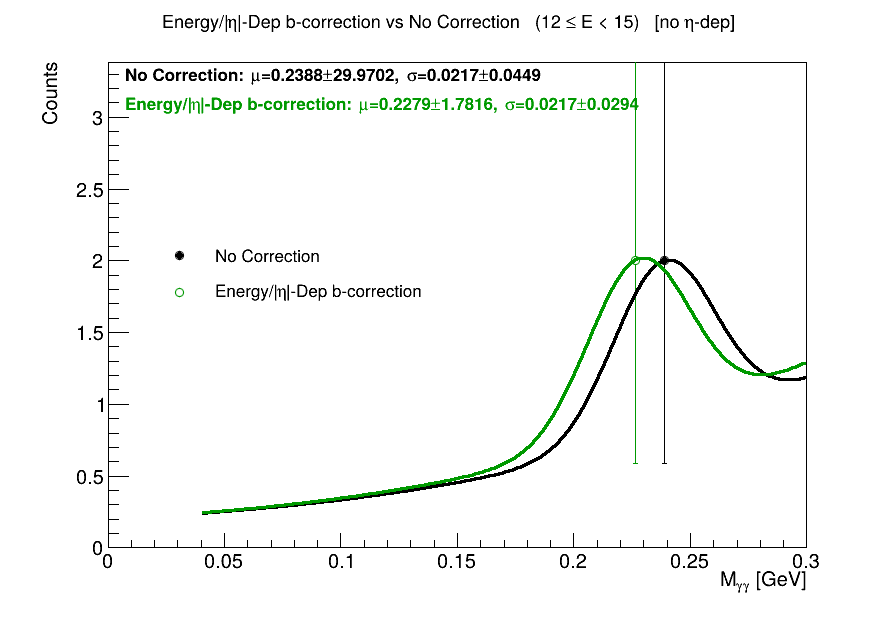 Energy/|η|-Dep b-correction vs No Correction (12 ≤ E < 15) [no η-dep]
Counts
No Correction: μ=0.2388±29.9702, σ=0.0217±0.0449
Energy/|η|-Dep b-correction: μ=0.2279±1.7816, σ=0.0217±0.0294
3
2.5
2
1.5
1
0.5
0
No Correction
Energy/|η|-Dep b-correction
0 0.05 0.1 0.15 0.2 0.25 0.3
Mγγ [GeV]